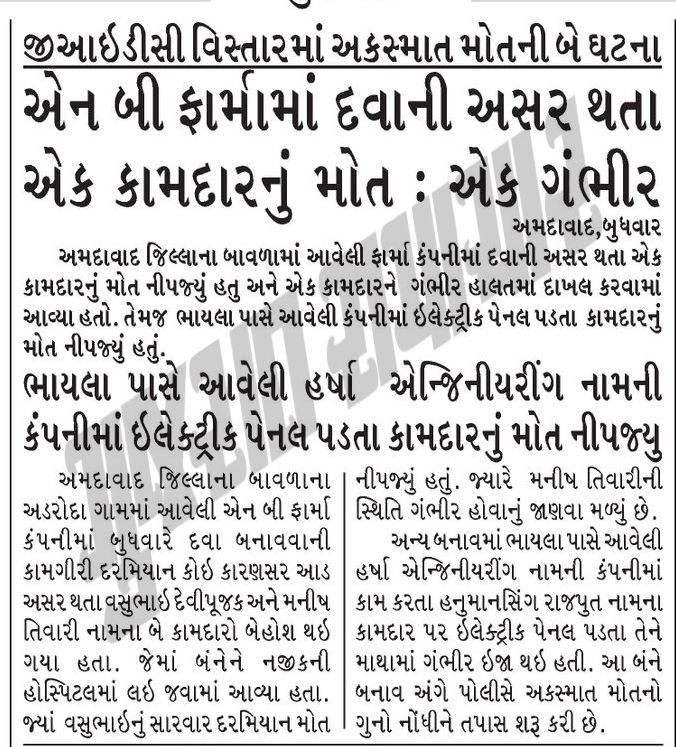 જીઆઇડીસી વિસ્તારમાં અકસ્માત મોતની બે ઘટના
એન બી ફાર્મામાં દવાની અસર થતા
એક કામદારનું મોત : એક ગંભીર
અમદાવાદ,બુધવાર
અમદાવાદ જિલ્લાના બાવળામાં આવેલી ફાર્મા કંપનીમાં દવાની અસર થતા એક
કામદારનું મોત નીપજ્યું હતુ અને એક કામદારને ગંભીર હાલતમાં દાખલ કરવામાં
આવ્યા હતો. તેમજ ભાયલા પાસે આવેલી કંપનીમાં ઇલેક્ટ્રીક પેનલ પડતા કામદારનું
મોત નીપજ્યું હતું.
ભાયલા પાસે આવેલી હર્ષા એન્જિનીયરીંગ નામની
કંપનીમાં ઇલેક્ટ્રીક પેનલ પડતા કામદારનું મોત નીપજ્યુ
અમદાવાદ જિલ્લાના બાવળાના
અડરોદા ગામમાં આવેલી એન બી ફાર્મા
કંપનીમાં બુધવારે દવા બનાવવાની
કામગીરી દરમિયાન કોઇ કારણસર આડ
અસર થતા વસુભાઇ દેવીપૂજક અને મનીષ
તિવારી નામના બે કામદારો બેહોશ થઇ
ગયા હતા. જેમાં બંનેને નજીકની
હોસ્પિટલમાં લઇ જવામાં આવ્યા હતા.
જ્યાં વસુભાઇનું સારવાર દરમિયાન મોત
નીપજ્યું હતું. જ્યારે મનીષ તિવારીની
સ્થિતિ ગંભીર હોવાનું જાણવા મળ્યું છે.
અન્ય બનાવમાં ભાયલા પાસે આવેલી
હર્ષા એન્જિનીયરીંગ નામની કંપનીમાં
કામ કરતા હનુમાનસિંગ રાજપુત નામના
કામદાર પર ઇલેક્ટ્રીક પેનલ પડતા તેને
માથામાં ગંભીર ઇજા થઇ હતી. આ બંને
બનાવ અંગે પોલીસે અકસ્માત મોતનો
ગુનો નોંધીને તપાસ શરૂ કરી છે.
ગુજરાત સમાચાર